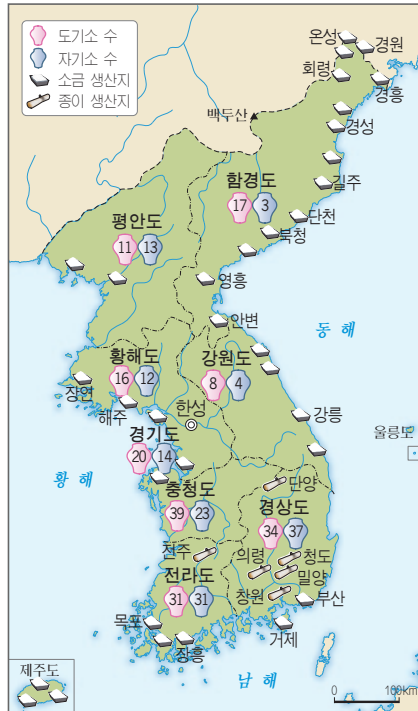 도기소 수
자기소 수
소금 생산지
종이 생산지
온성
경원
회령
경흥
백두산
경성
함경도
17 3
길주
평안도
11 13
단천
북청
영흥
안변
동 해
황해도
16 12
강원도
8 4
장연
해주
한성
강릉
울릉도
경기도
20 14
황 해
단양
충청도
39 23
경상도
34 37
전주
의령
청도
밀양
전라도
31 31
창원
부산
목포
거제
장흥
제주도
남 해
0 100km